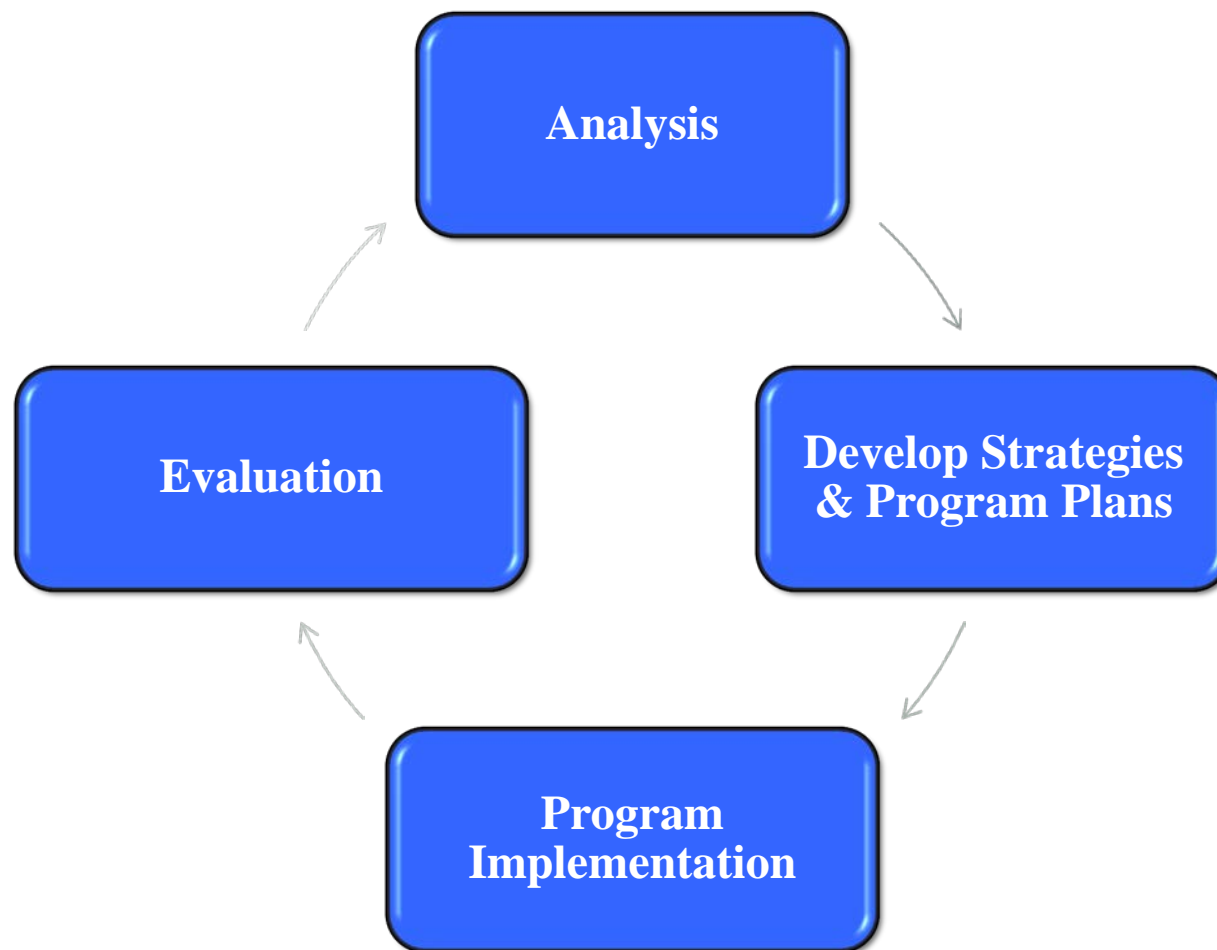 Analysis
Evaluation
Develop Strategies
& Program Plans
Program
Implementation